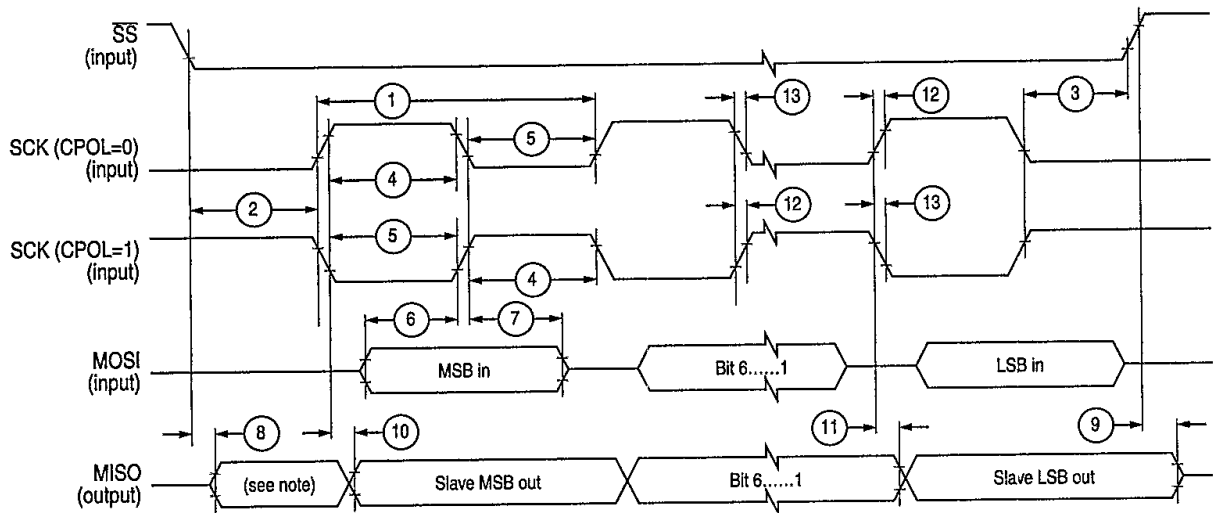 SS
(input)
1
13
12
3
SCK (CPOL=0)
(input)
5
4
2
12
13
SCK (CPOL=1)
(input)
5
4
6
7
MOSI
(input)
MSB in
Bit 6......1
LSB in
8
10
11
9
MISO
(output)
(see note)
Slave MSB out
Bit 6......1
Slave LSB out